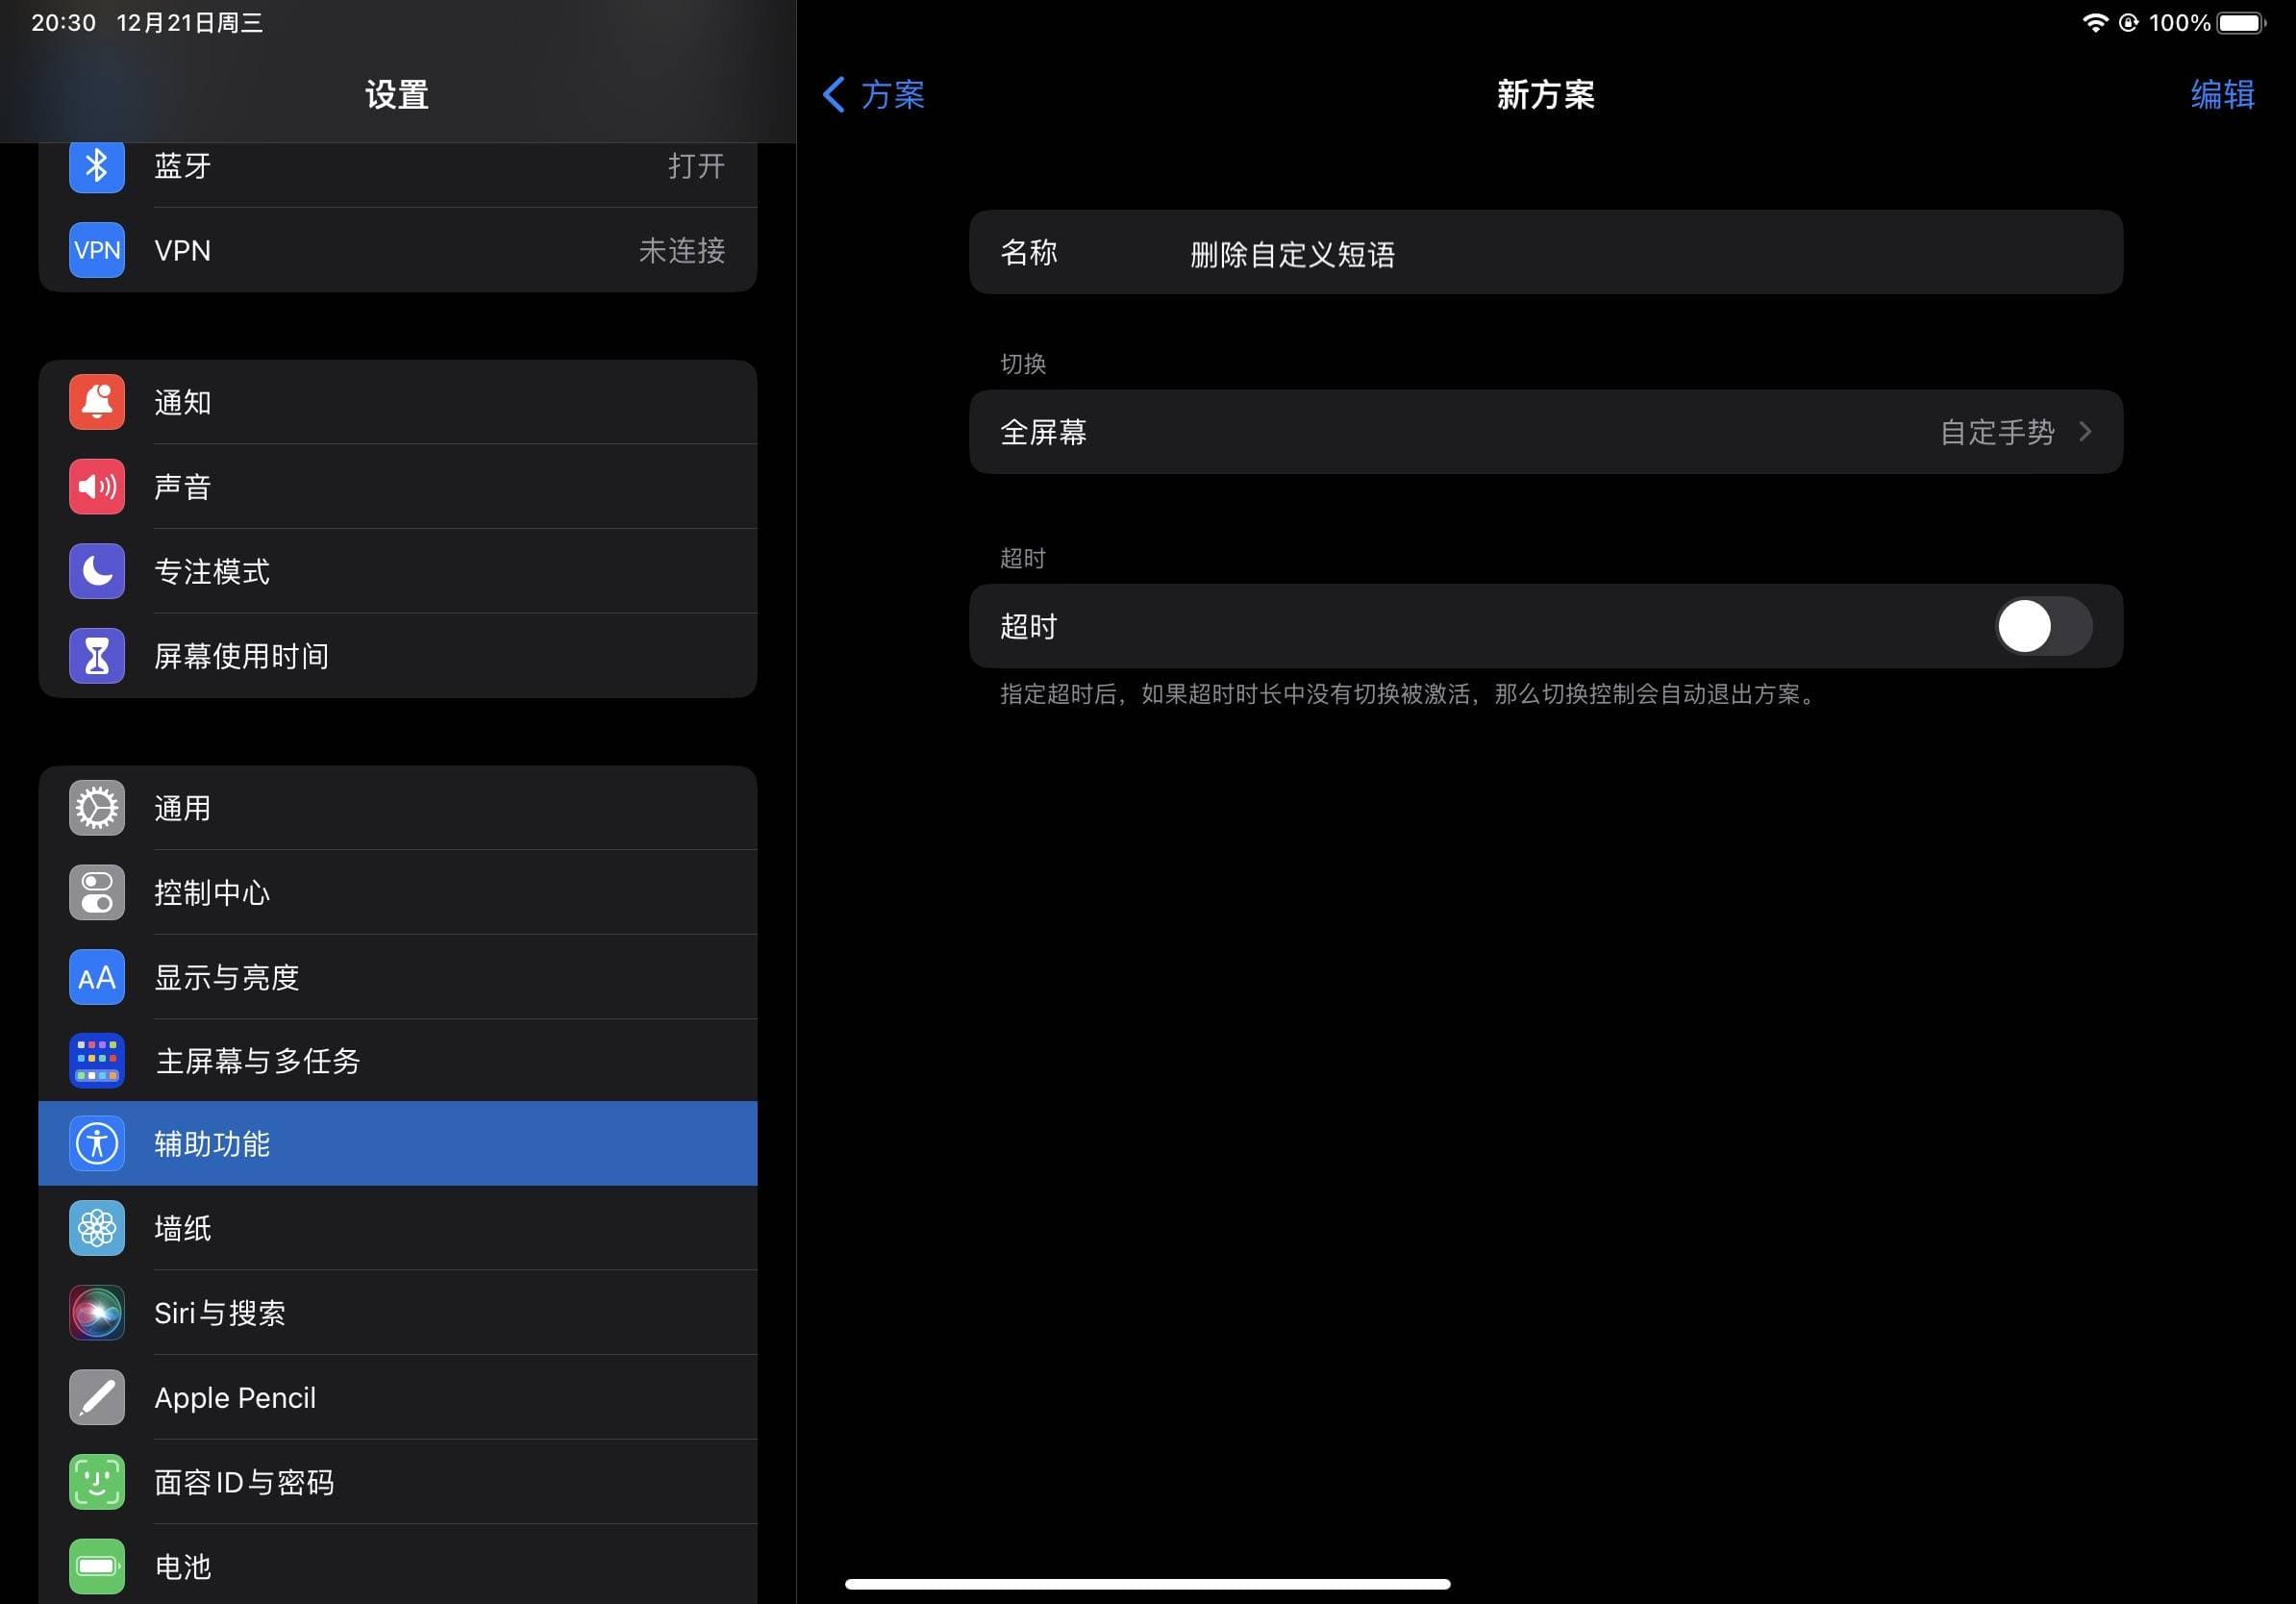 20:30 12月21日周三
100%
设置
蓝牙 打开
VPN VPN 未连接
通知
声音
专注模式
屏幕使用时间
通用
控制中心
AA 显示与亮度
主屏幕与多任务
辅助功能
墙纸
Siri与搜索
Apple Pencil
面容ID与密码
电池
方案 新方案 编辑
名称 删除自定义短语
切换
全屏幕 自定手势
超时
超时
指定超时后，如果超时时长中没有切换被激活，那么切换控制会自动退出方案。